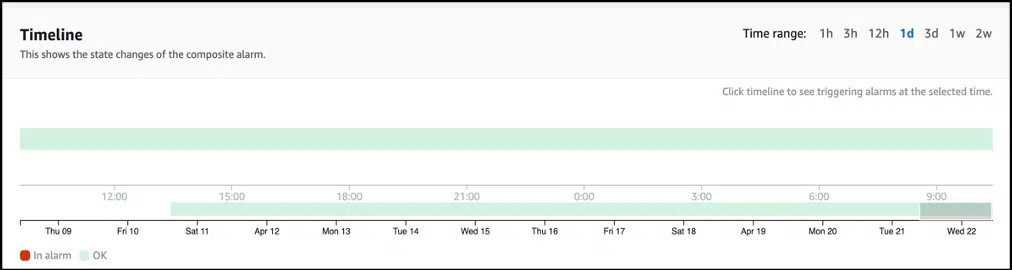 Timeline
This shows the state changes of the composite alarm.
Time range: 1h 3h 12h 1d 3d 1w 2w
Click timeline to see triggering alarms at the selected time.
12:00 15:00 18:00 21:00 0:00 3:00 6:00 9:00
Thu 09 Fri 10 Sat 11 Apr 12 Mon 13 Tue 14 Wed 15 Thu 16 Fri 17 Sat 18 Apr 19 Mon 20 Tue 21 Wed 22
In alarm OK